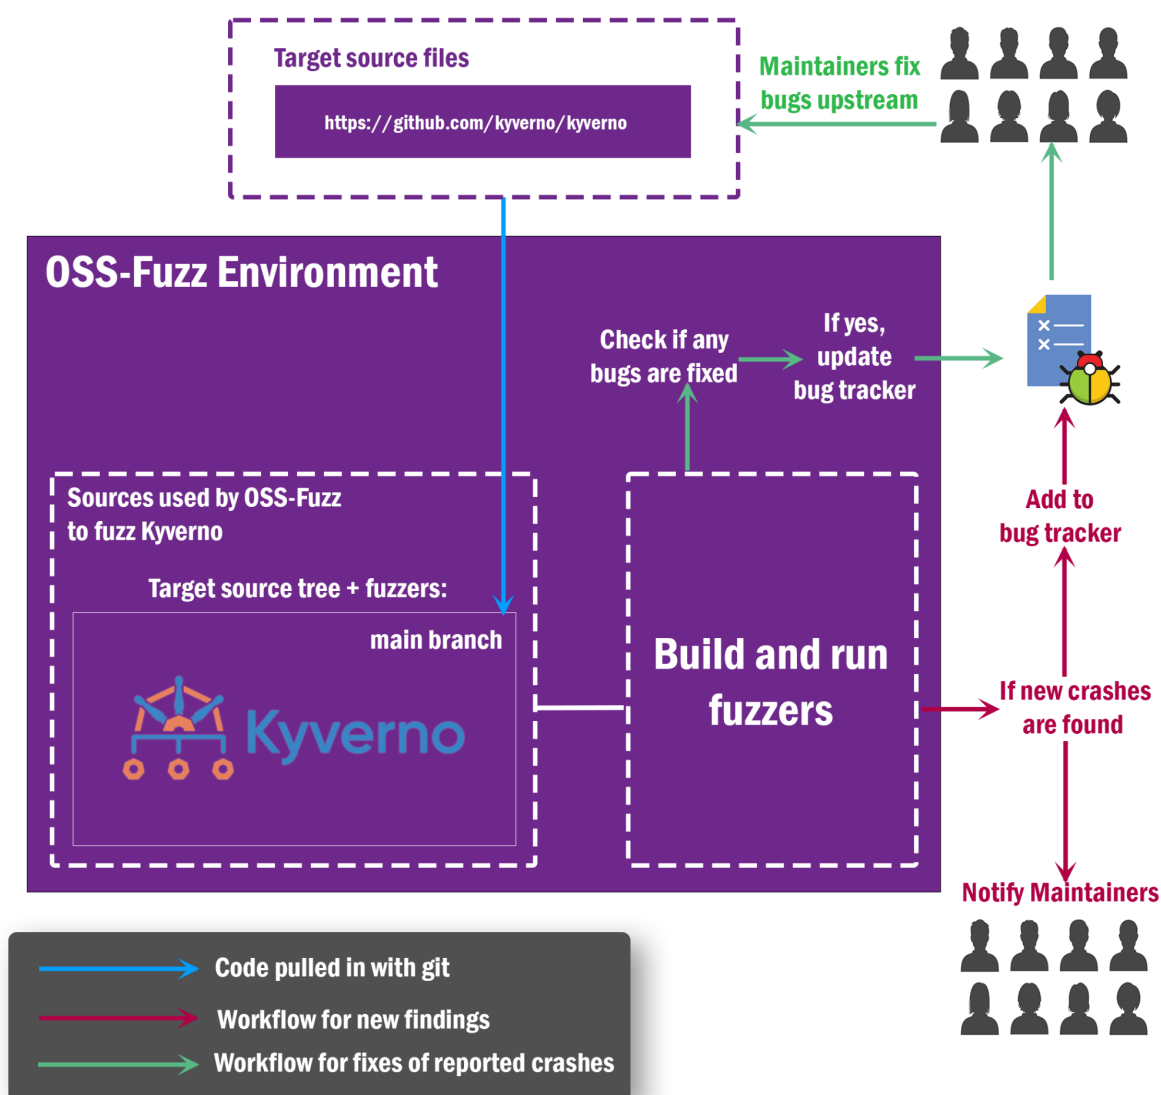 Target source files
https://github.com/kyverno/kyverno
Maintainers fix
bugs upstream
OSS-Fuzz Environment
Check if any
bugs are fixed
If yes,
update
bug tracker
Sources used by OSS-Fuzz
to fuzz Kyverno
Target source tree + fuzzers:
main branch
Kyverno
Build and run
fuzzers
Add to
bug tracker
If new crashes
are found
Notify Maintainers
Code pulled in with git
Workflow for new findings
Workflow for fixes of reported crashes